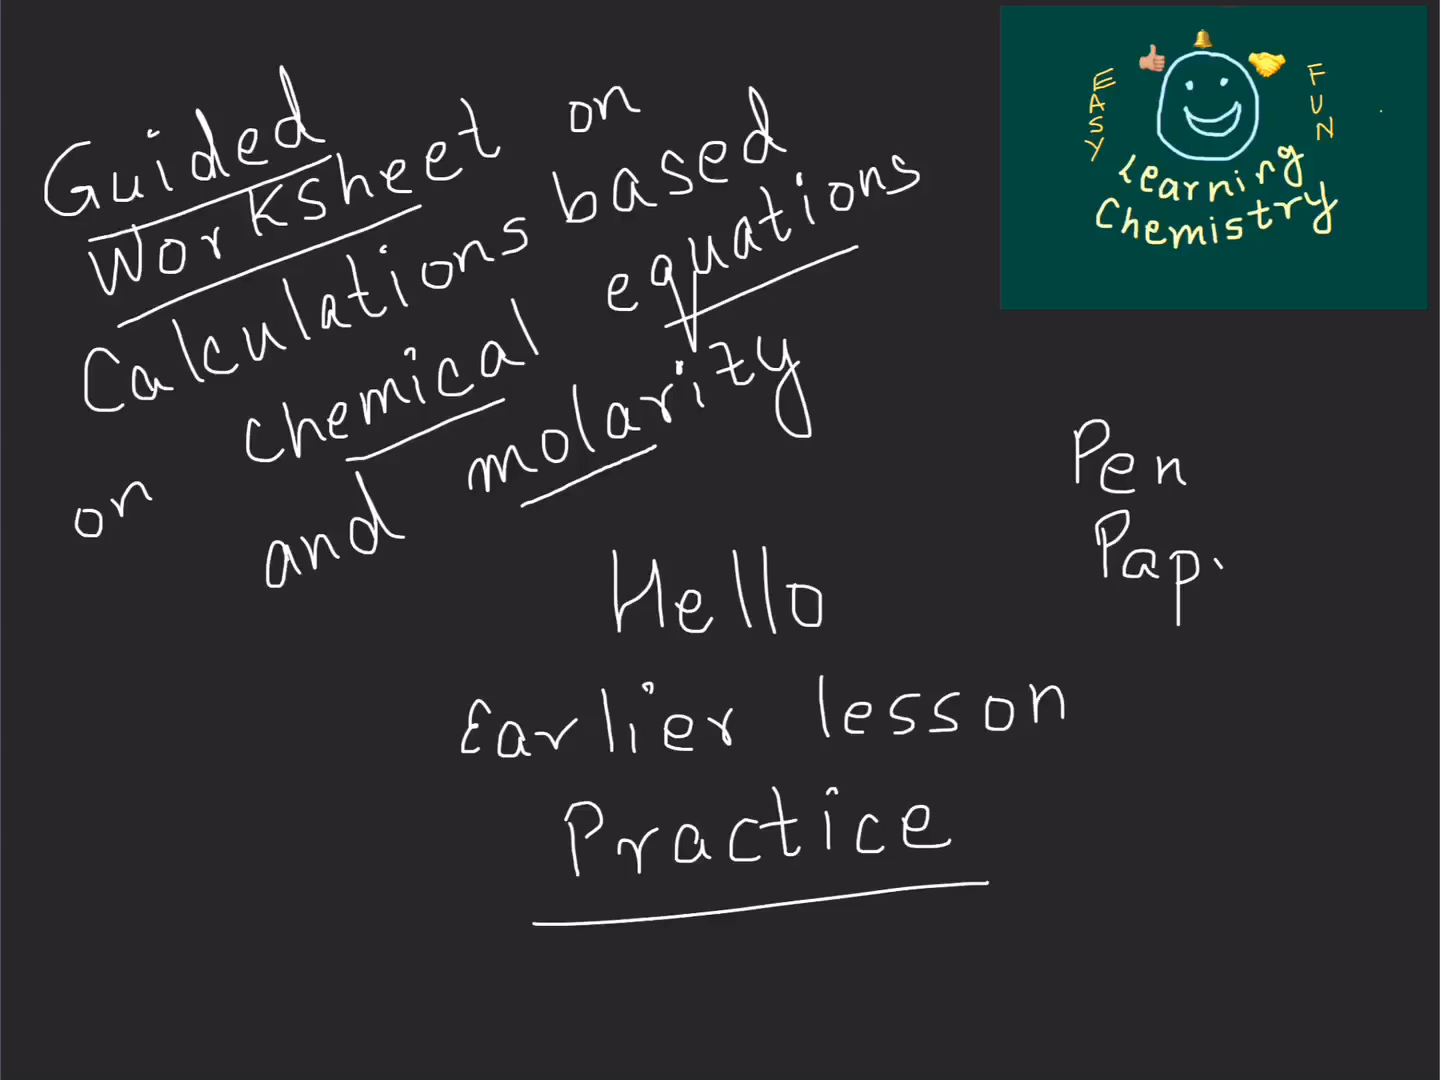 Guided
Worksheet on
Calculations based
on chemical equations
and molarity
EASY
FUN
Learning
Chemistry
Pen
Pap
Hello
Earlier lesson
Practice